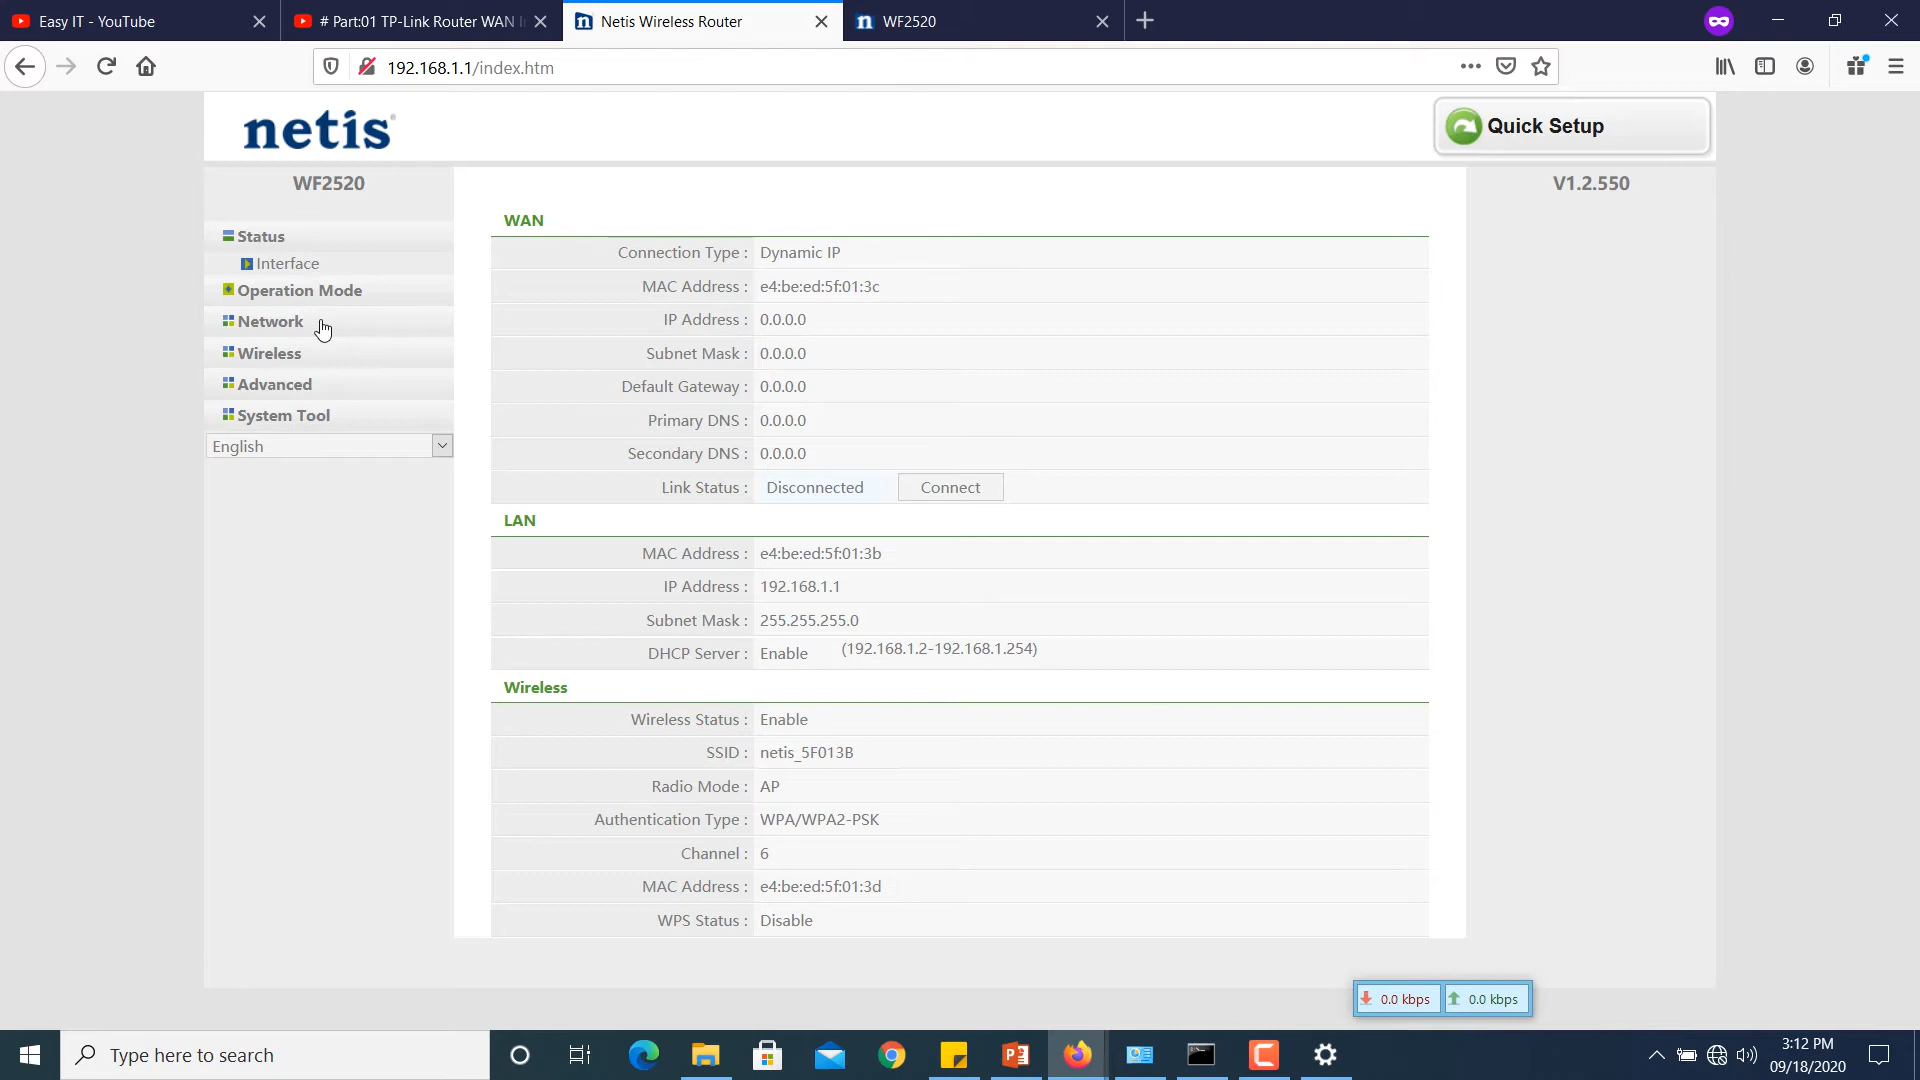 Easy IT - YouTube
# Part:01 TP-Link Router WAN I
Netis Wireless Router
WF2520
192.168.1.1/index.htm
netis
Quick Setup
WF2520
V1.2.550
Status
Interface
Operation Mode
Network
Wireless
Advanced
System Tool
English
WAN
Connection Type : Dynamic IP
MAC Address : e4:be:ed:5f:01:3c
IP Address : 0.0.0.0
Subnet Mask : 0.0.0.0
Default Gateway : 0.0.0.0
Primary DNS : 0.0.0.0
Secondary DNS : 0.0.0.0
Link Status : Disconnected Connect
LAN
MAC Address : e4:be:ed:5f:01:3b
IP Address : 192.168.1.1
Subnet Mask : 255.255.255.0
DHCP Server : Enable (192.168.1.2-192.168.1.254)
Wireless
Wireless Status : Enable
SSID : netis_5F013B
Radio Mode : AP
Authentication Type : WPA/WPA2-PSK
Channel : 6
MAC Address : e4:be:ed:5f:01:3d
WPS Status : Disable
0.0 kbps 0.0 kbps
Type here to search
3:12 PM
09/18/2020